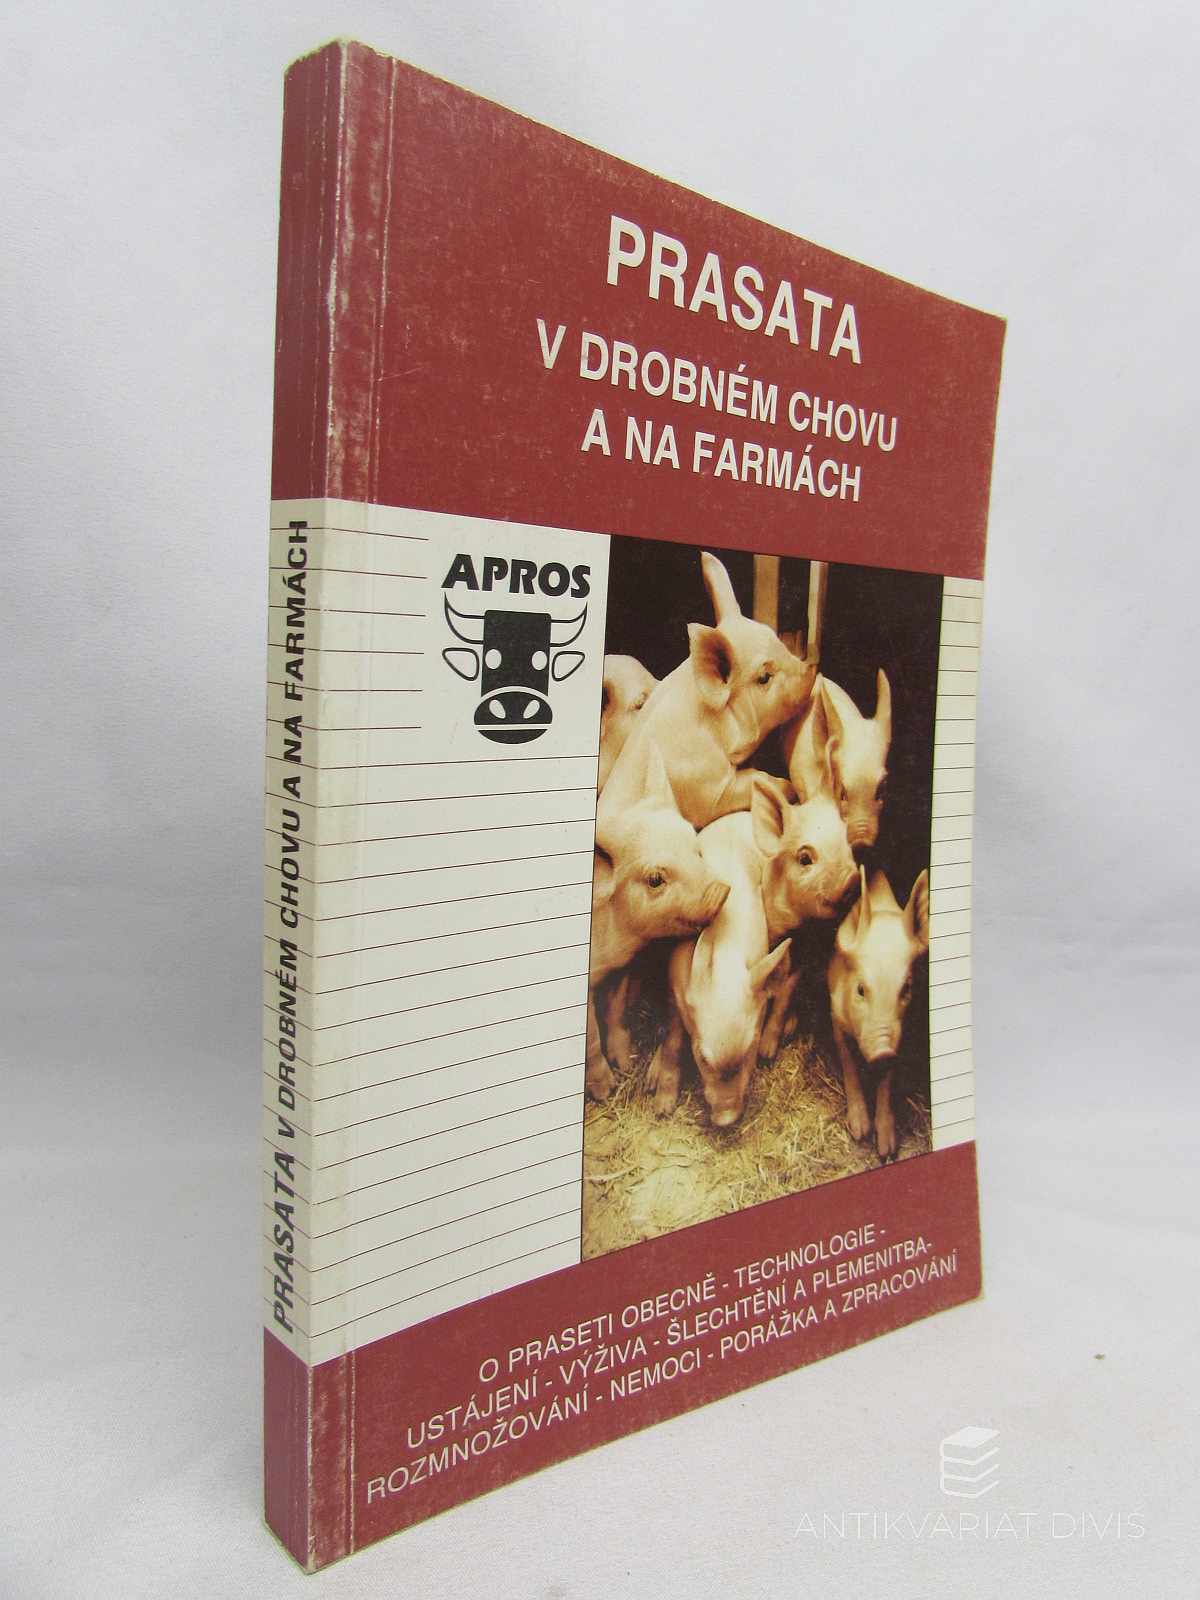 PRASATA
V DROBNÉM CHOVU
A NA FARMÁCH
APROS
O PRASETI OBECNĚ - TECHNOLOGIE -
USTÁJENÍ - VÝŽIVA - ŠLECHTĚNÍ A PLEMENITBA-
ROZMNOŽOVÁNÍ - NEMOCI - PORÁŽKA A ZPRACOVÁNÍ
PRASATA V DROBNÉM CHOVU A NA FARMÁCH
ANTIKVARIAT DIVIŠ